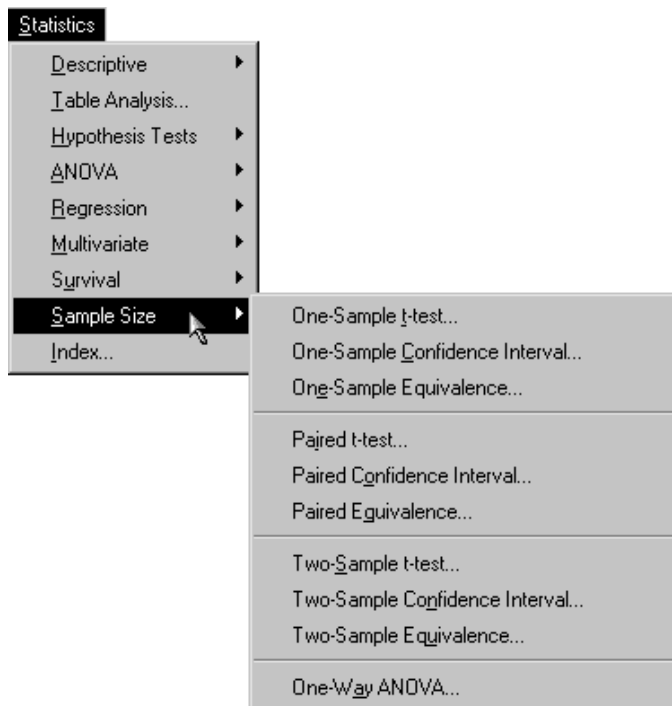 Statistics
Descriptive
Table Analysis...
Hypothesis Tests
ANOVA
Regression
Multivariate
Survival
Sample Size
Index...
One-Sample t-test...
One-Sample Confidence Interval...
One-Sample Equivalence...
Paired t-test...
Paired Confidence Interval...
Paired Equivalence...
Two-Sample t-test...
Two-Sample Confidence Interval...
Two-Sample Equivalence...
One-Way ANOVA...